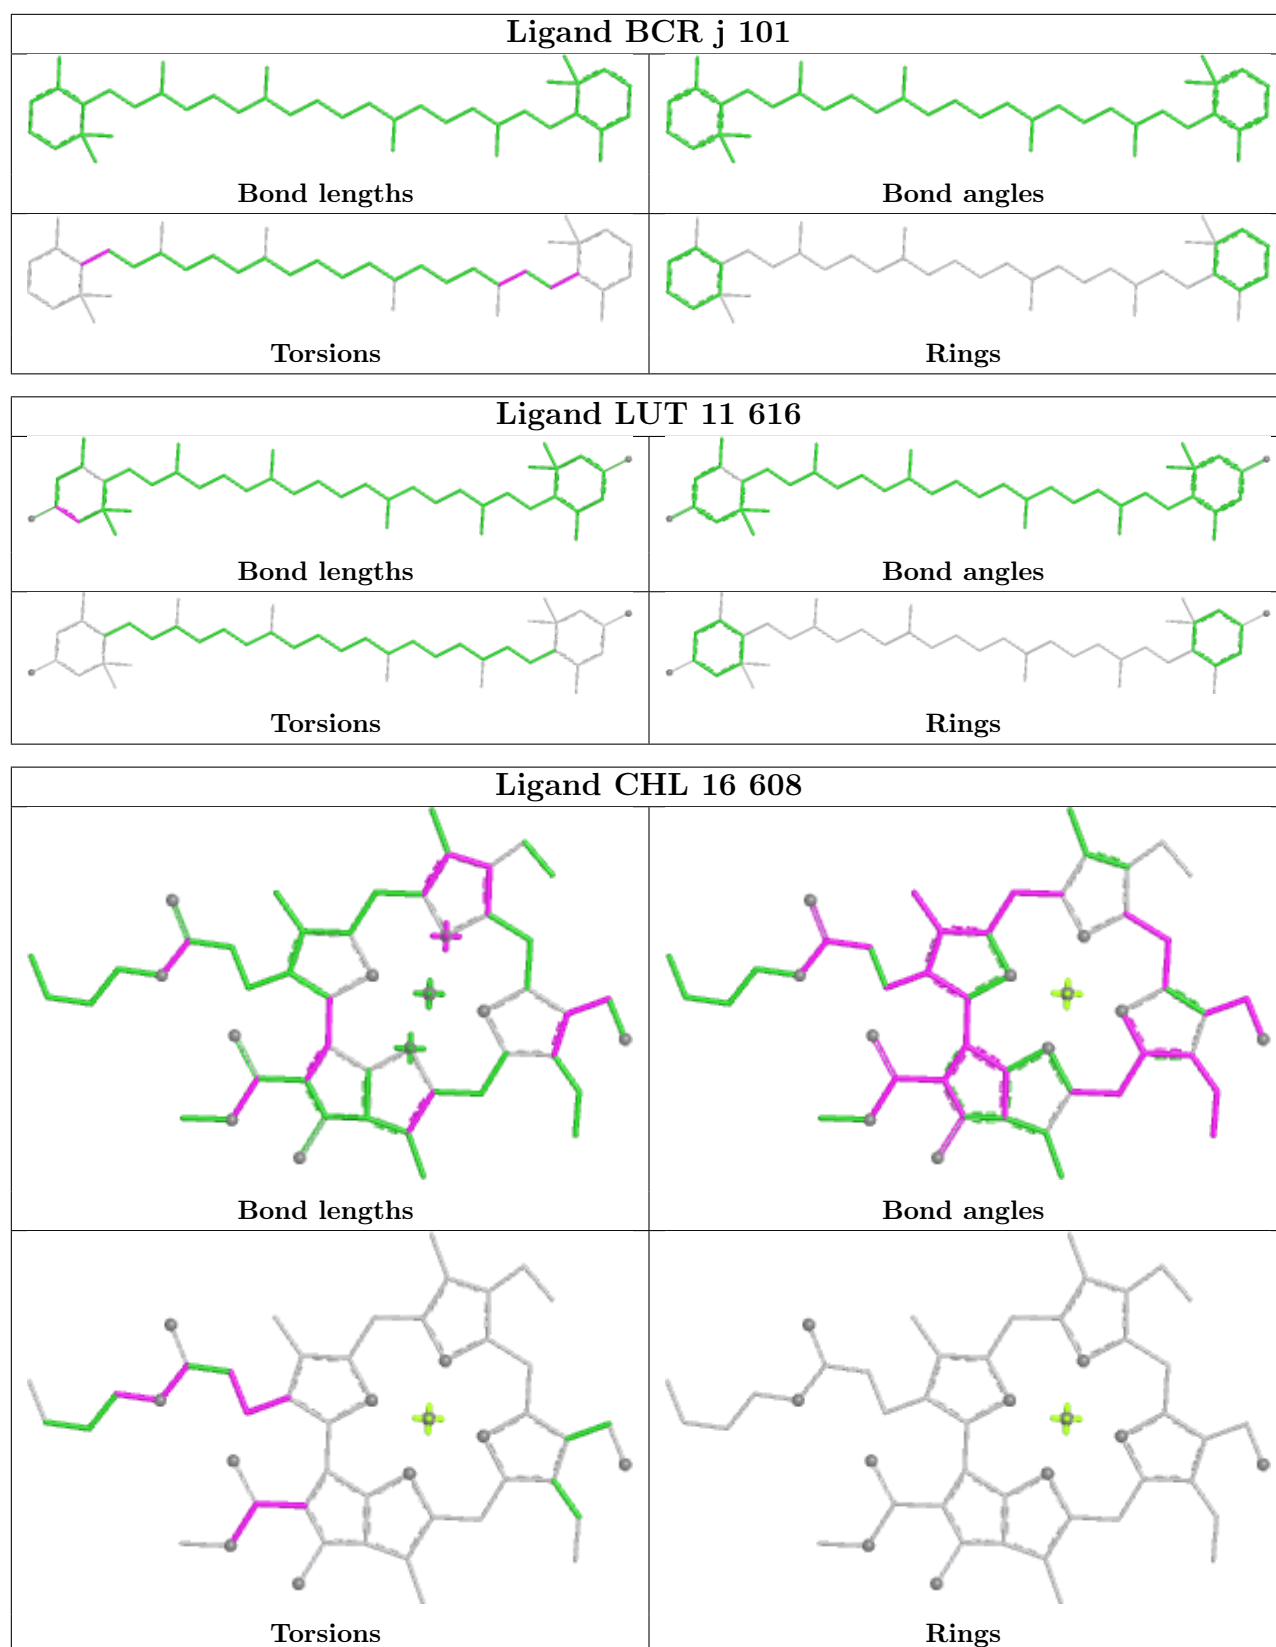 Ligand BCR j 101
Bond lengths
Bond angles
Torsions
Rings
Ligand LUT 11 616
Bond lengths
Bond angles
Torsions
Rings
Ligand CHL 16 608
Bond lengths
Bond angles
Torsions
Rings